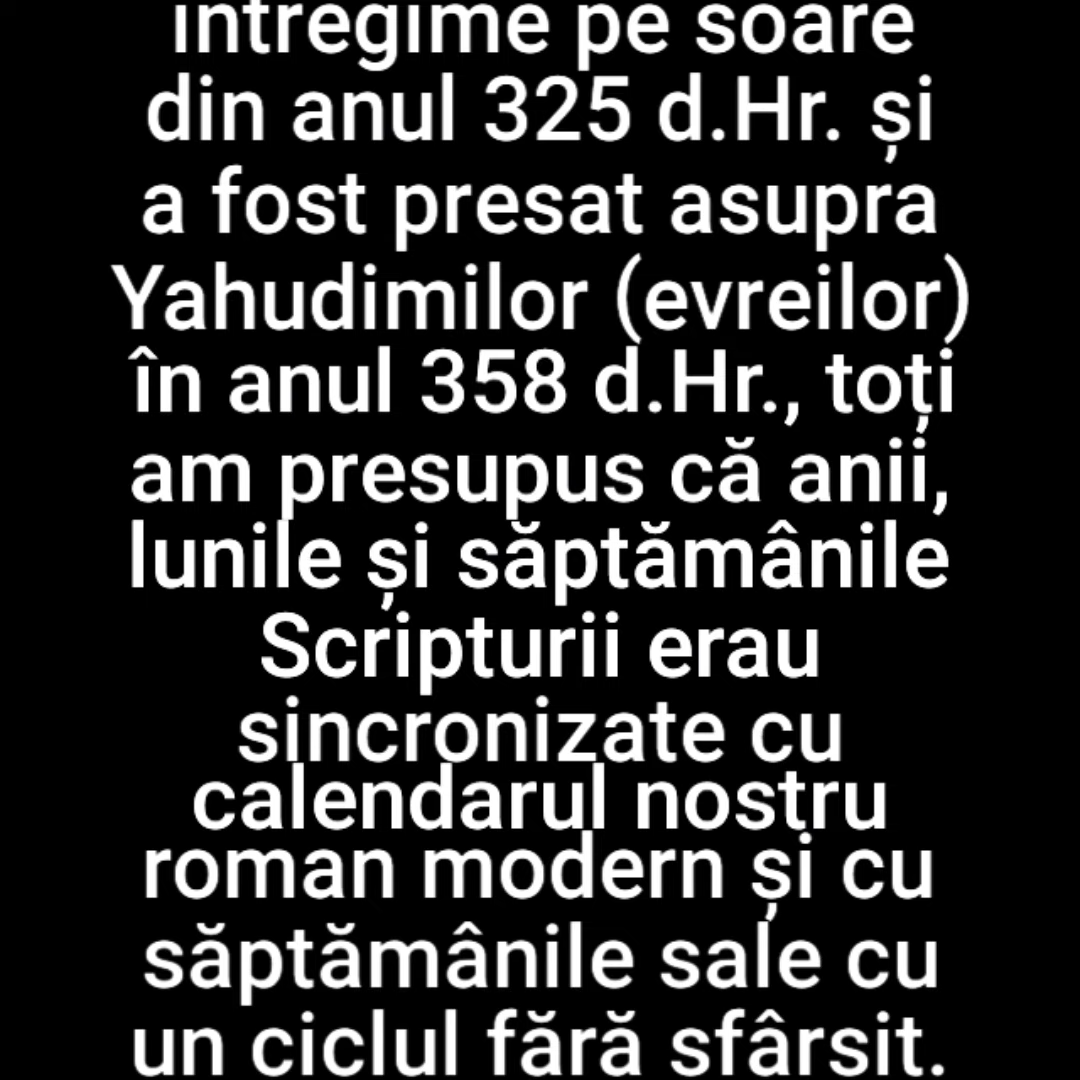 întregime pe soare
din anul 325 d.Hr. și
a fost presat asupra
Yahudimilor (evreilor)
în anul 358 d.Hr., toți
am presupus că anii,
lunile și săptămânile
Scripturii erau
sincronizate cu
calendarul nostru
roman modern și cu
săptămânile sale cu
un ciclul fără sfârsit.